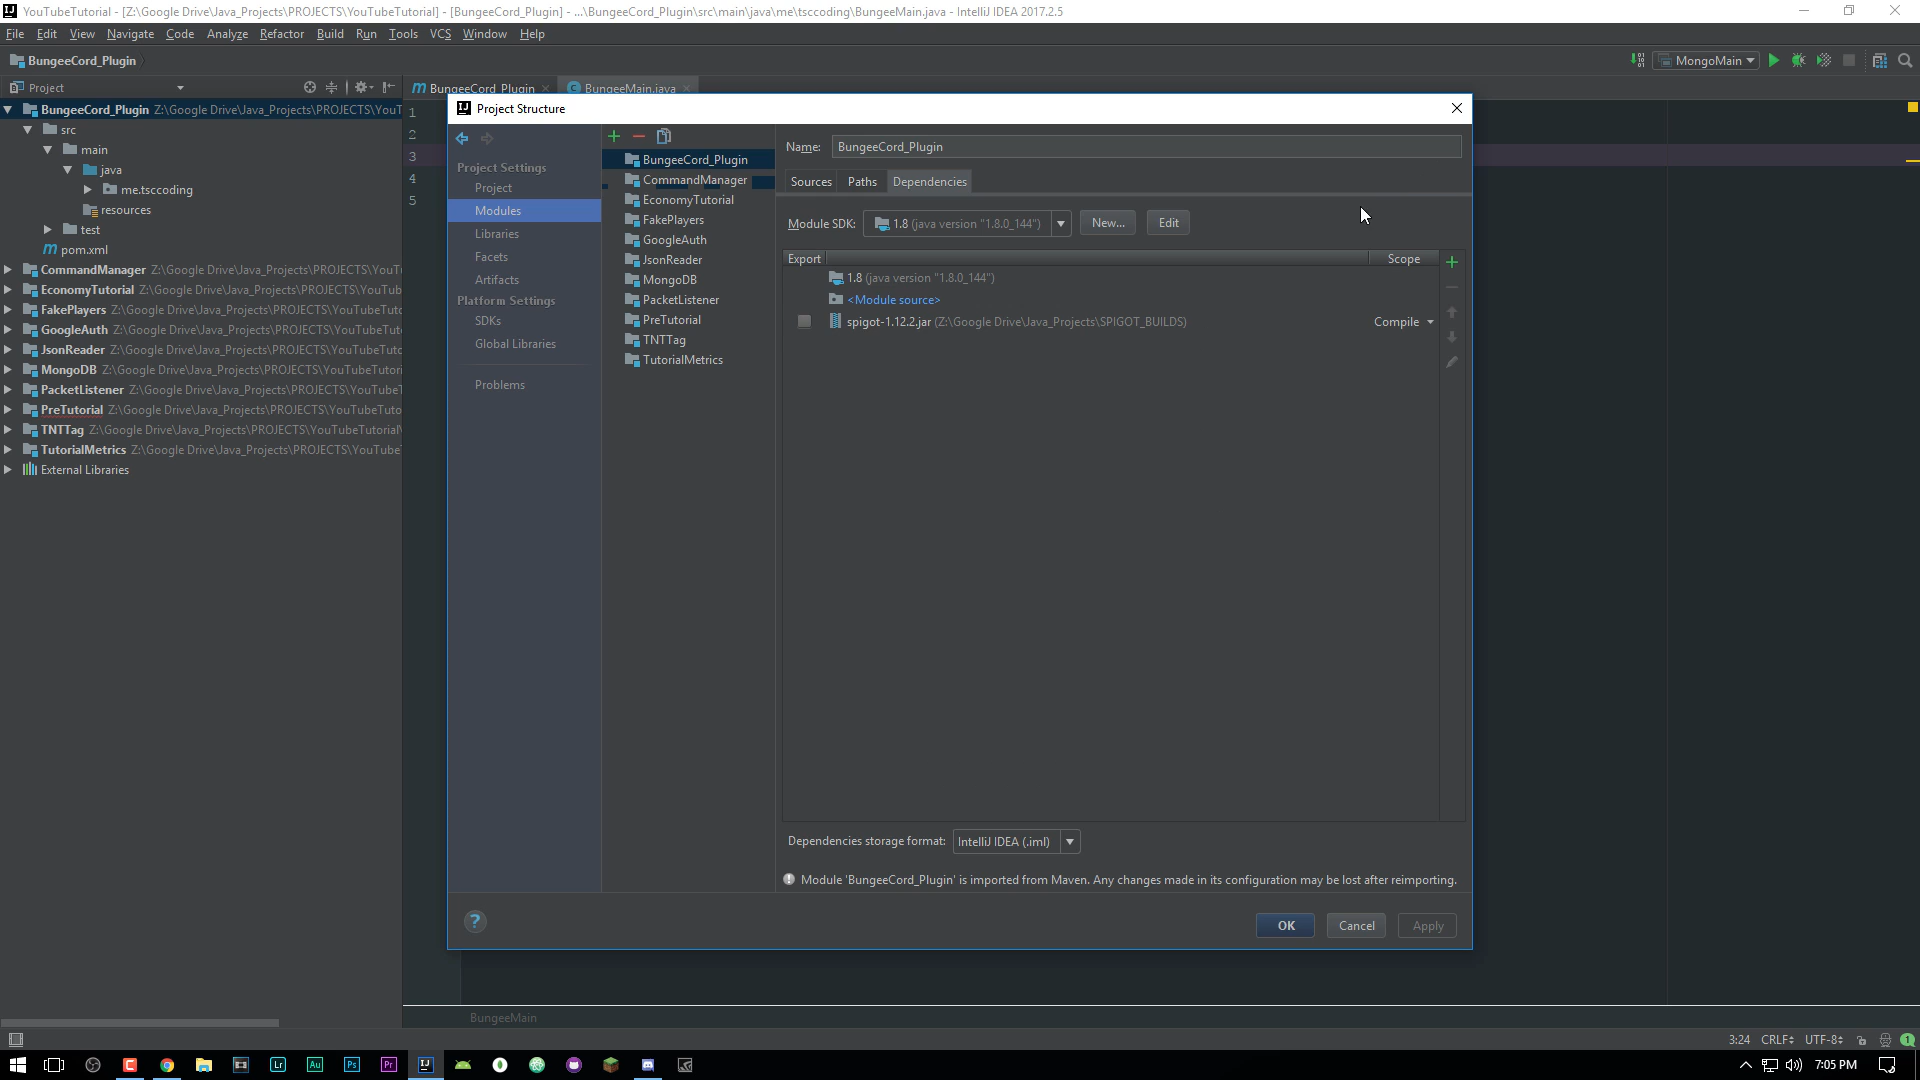 YouTubeTutorial - [Z:\Google Drive\Java_Projects\PROJECTS\YouTubeTutorial] - [BungeeCord_Plugin] - ...\BungeeCord_Plugin\src\main\java\me\tsccoding\BungeeMain.java - IntelliJ IDEA 2017.2.5
File Edit View Navigate Code Analyze Refactor Build Run Tools VCS Window Help
BungeeCord_Plugin
MongoMain
Project
BungeeCord_Plugin
BungeeMain.java
BungeeCord_Plugin Z:\Google Drive\Java_Projects\PROJECTS\YouT
src
main
java
me.tsccoding
resources
test
pom.xml
CommandManager Z:\Google Drive\Java_Projects\PROJECTS\YouT
EconomyTutorial Z:\Google Drive\Java_Projects\PROJECTS\YouTub
FakePlayers Z:\Google Drive\Java_Projects\PROJECTS\YouTubeTut
GoogleAuth Z:\Google Drive\Java_Projects\PROJECTS\YouTubeTuto
JsonReader Z:\Google Drive\Java_Projects\PROJECTS\YouTubeTuto
MongoDB Z:\Google Drive\Java_Projects\PROJECTS\YouTubeTutori
PacketListener Z:\Google Drive\Java_Projects\PROJECTS\YouTube
PreTutorial Z:\Google Drive\Java_Projects\PROJECTS\YouTubeTuto
TNTTag Z:\Google Drive\Java_Projects\PROJECTS\YouTubeTutorial
TutorialMetrics Z:\Google Drive\Java_Projects\PROJECTS\YouTube
External Libraries
1
2
3
4
5
Project Structure
Project Settings
Project
Modules
Libraries
Facets
Artifacts
Platform Settings
SDKs
Global Libraries
Problems
BungeeCord_Plugin
CommandManager
EconomyTutorial
FakePlayers
GoogleAuth
JsonReader
MongoDB
PacketListener
PreTutorial
TNTTag
TutorialMetrics
Name: BungeeCord_Plugin
Sources Paths Dependencies
Module SDK: 1.8 (java version "1.8.0_144") New... Edit
Export Scope
1.8 (java version "1.8.0_144")
<Module source>
spigot-1.12.2.jar (Z:\Google Drive\Java_Projects\SPIGOT_BUILDS) Compile
Dependencies storage format: IntelliJ IDEA (.iml)
Module 'BungeeCord_Plugin' is imported from Maven. Any changes made in its configuration may be lost after reimporting.
? OK Cancel Apply
BungeeMain
3:24 CRLF UTF-8 1
Lr Au Ps Pr IJ
7:05 PM